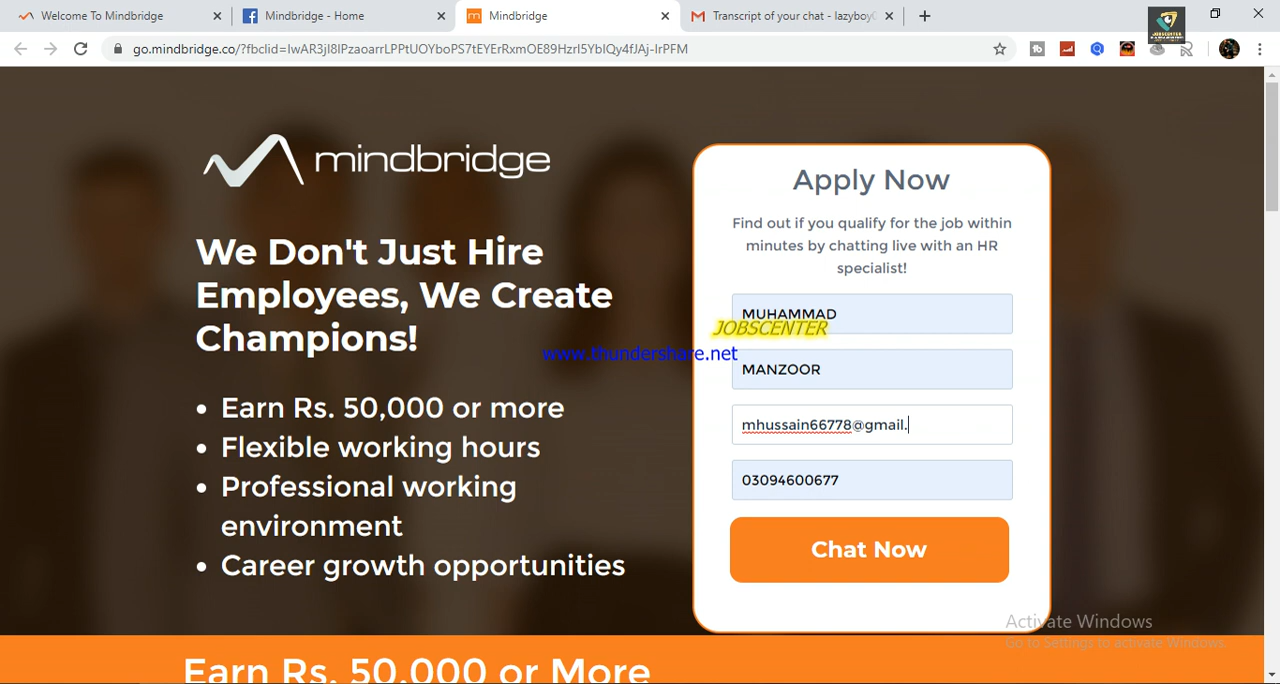 Welcome To Mindbridge
Mindbridge - Home
Mindbridge
Transcript of your chat - lazyboy
go.mindbridge.co/?fbclid=IwAR3jI8IPzaoarrLPPtUOYboPS7tEYErRxmOE89HzrI5YbIQy4fJAj-IrPFM
mindbridge
We Don't Just Hire
Employees, We Create
Champions!
• Earn Rs. 50,000 or more
• Flexible working hours
• Professional working
environment
• Career growth opportunities
Apply Now
Find out if you qualify for the job within
minutes by chatting live with an HR
specialist!
MUHAMMAD
JOBSCENTER
www.thundershare.net
MANZOOR
mhussain66778@gmail.
03094600677
Chat Now
Activate Windows
Go to Settings to activate Windows.
Earn Rs. 50,000 or More